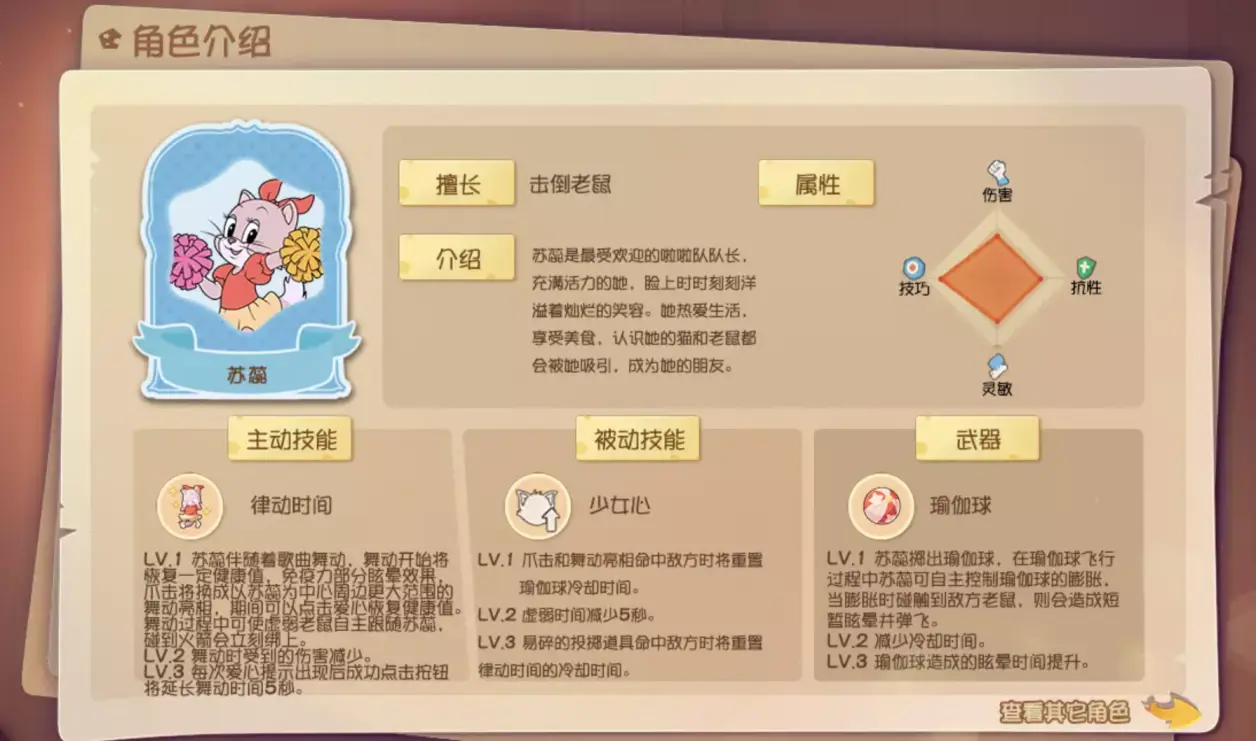 角色介绍
擅长
击倒老鼠
属性
伤害
技巧
抗性
灵敏
介绍
苏蕊是最受欢迎的啦啦队队长，
充满活力的她，脸上时时刻刻洋
溢着灿烂的笑容。她热爱生活，
享受美食，认识她的猫和老鼠都
会被她吸引，成为她的朋友。
苏蕊
主动技能
律动时间
LV.1 苏蕊伴随着歌曲舞动，舞动开始将
恢复一定健康值，免疫力部分眩晕效果，
爪击将换成以苏蕊为中心周边更大范围的
舞动亮相，期间可以点击爱心恢复健康值。
舞动过程中可使虚弱老鼠自主跟随苏蕊，
碰到火箭会立刻绑上。
LV.2 舞动时受到的伤害减少。
LV.3 每次爱心提示出现后成功点击按钮
将延长舞动时间5秒。
被动技能
少女心
LV.1 爪击和舞动亮相命中敌方时将重置
瑜伽球冷却时间。
LV.2 虚弱时间减少5秒。
LV.3 易碎的投掷道具命中敌方时将重置
律动时间的冷却时间。
武器
瑜伽球
LV.1 苏蕊掷出瑜伽球，在瑜伽球飞行
过程中苏蕊可自主控制瑜伽球的膨胀，
当膨胀时碰触到敌方老鼠，则会造成短
暂眩晕并弹飞。
LV.2 减少冷却时间。
LV.3 瑜伽球造成的眩晕时间提升。
查看其它角色